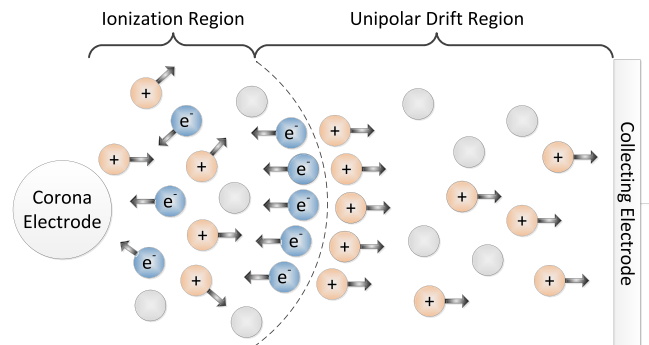 Ionization Region
Unipolar Drift Region
+
e⁻
e⁻
+
+
+
+
e⁻
+
Corona
Electrode
e⁻
e⁻
+
+
+
e⁻
+
+
e⁻
+
e⁻
+
e⁻
+
+
+
Collecting Electrode